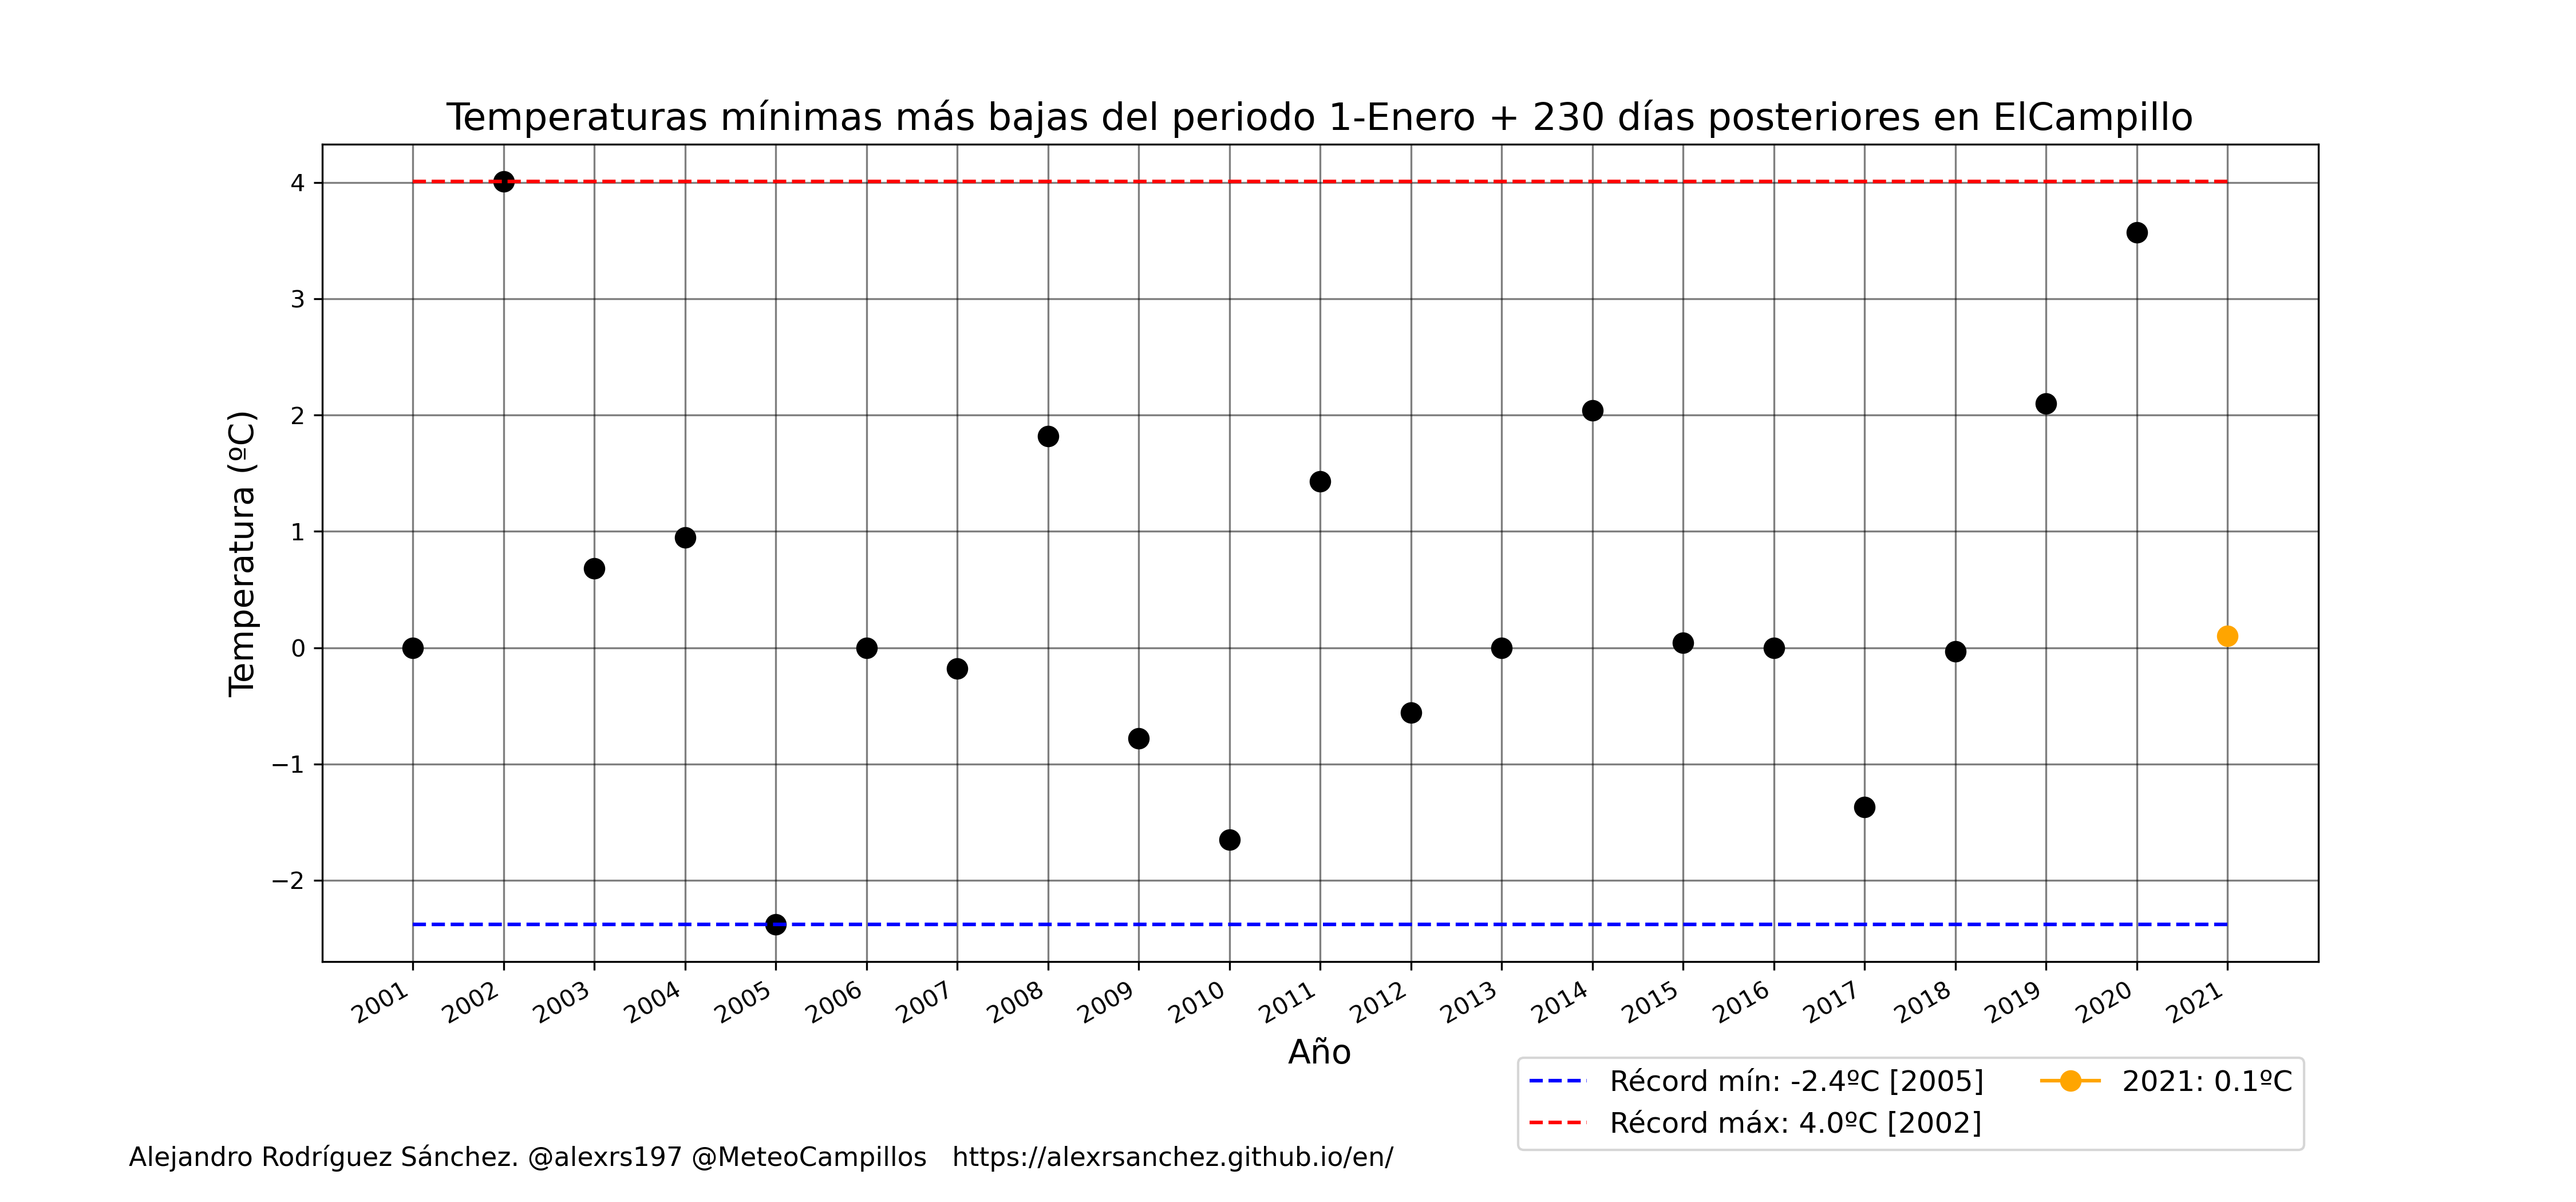 Temperaturas mínimas más bajas del periodo 1-Enero + 230 días posteriores en ElCampillo
Temperatura (ºC)
4
3
2
1
0
−1
−2
2001 2002 2003 2004 2005 2006 2007 2008 2009 2010 2011 2012 2013 2014 2015 2016 2017 2018 2019 2020 2021
Año
Récord mín: -2.4ºC [2005]
Récord máx: 4.0ºC [2002]
2021: 0.1ºC
Alejandro Rodríguez Sánchez. @alexrs197 @MeteoCampillos https://alexrsanchez.github.io/en/